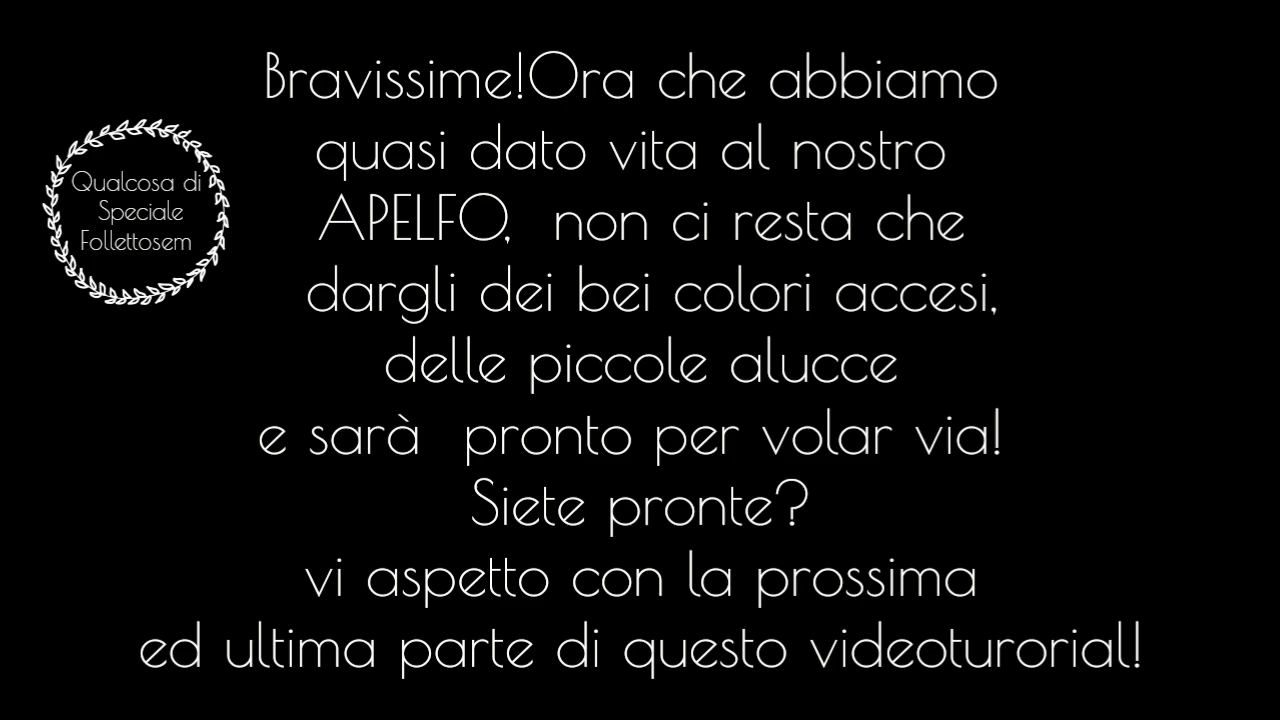 Bravissime!Ora che abbiamo
quasi dato vita al nostro
APELFO, non ci resta che
dargli dei bei colori accesi,
delle piccole alucce
e sarà pronto per volar via!
Siete pronte?
vi aspetto con la prossima
ed ultima parte di questo videoturorial!
Qualcosa di
Speciale
Follettosem